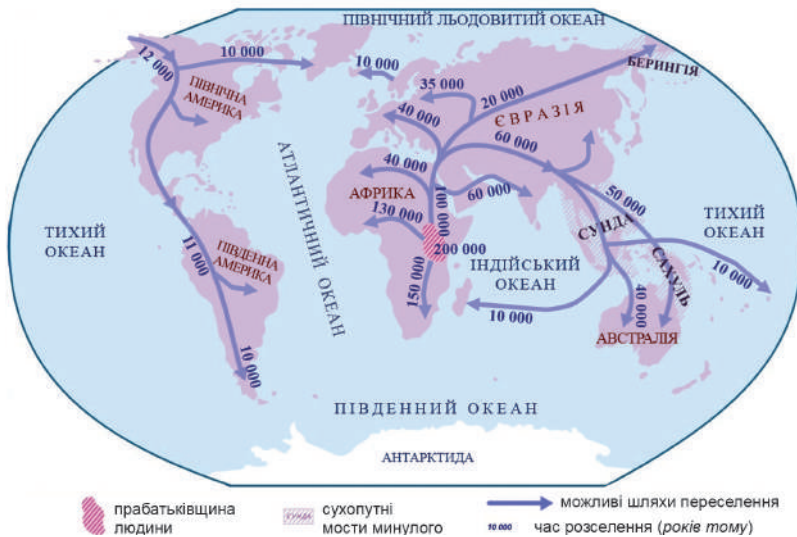 ПІВНІЧНИЙ ЛЬОДОВИТИЙ ОКЕАН
12 000
10 000
10 000
35 000
БЕРИНГІЯ
20 000
ПІВНІЧНА
АМЕРИКА
40 000
ЄВРАЗІЯ
60 000
АТЛАНТИЧНИЙ ОКЕАН
40 000
АФРИКА
60 000
50 000
100 000
130 000
ТИХИЙ
ОКЕАН
СУНДА
ТИХИЙ
ОКЕАН
11 000
ПІВДЕННА
АМЕРИКА
200 000
ІНДІЙСЬКИЙ
ОКЕАН
САХУЛЬ
10 000
150 000
40 000
10 000
АВСТРАЛІЯ
10 000
ПІВДЕННИЙ ОКЕАН
АНТАРКТИДА
прабатьківщина
людини
СУНДА
сухопутні
мости минулого
можливі шляхи переселення
10 000
час розселення (років тому)